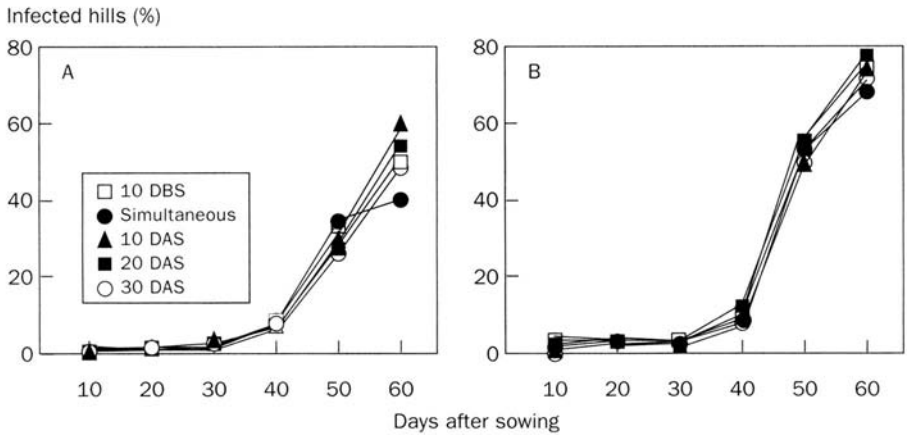 Infected hills (%)
80
60
40
20
0
A
10 DBS
Simultaneous
10 DAS
20 DAS
30 DAS
10 20 30 40 50 60
80
60
40
20
0
B
10 20 30 40 50 60
Days after sowing